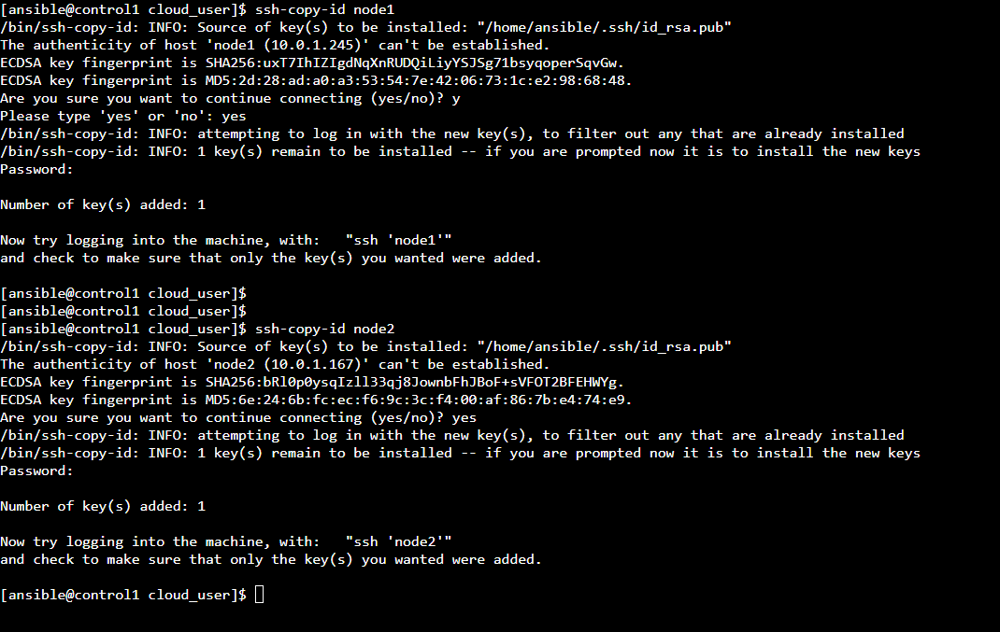 [ansible@control1 cloud_user]$ ssh-copy-id node1
/bin/ssh-copy-id: INFO: Source of key(s) to be installed: "/home/ansible/.ssh/id_rsa.pub"
The authenticity of host 'node1 (10.0.1.245)' can't be established.
ECDSA key fingerprint is SHA256:uxT7IhIZIgdNqXnRUDQiLiyYSJSg71bsyqoperSqvGw.
ECDSA key fingerprint is MD5:2d:28:ad:a0:a3:53:54:7e:42:06:73:1c:e2:98:68:48.
Are you sure you want to continue connecting (yes/no)? y
Please type 'yes' or 'no': yes
/bin/ssh-copy-id: INFO: attempting to log in with the new key(s), to filter out any that are already installed
/bin/ssh-copy-id: INFO: 1 key(s) remain to be installed -- if you are prompted now it is to install the new keys
Password:
Number of key(s) added: 1
Now try logging into the machine, with:   "ssh 'node1'"
and check to make sure that only the key(s) you wanted were added.
[ansible@control1 cloud_user]$
[ansible@control1 cloud_user]$
[ansible@control1 cloud_user]$ ssh-copy-id node2
/bin/ssh-copy-id: INFO: Source of key(s) to be installed: "/home/ansible/.ssh/id_rsa.pub"
The authenticity of host 'node2 (10.0.1.167)' can't be established.
ECDSA key fingerprint is SHA256:bRl0p0ysqIzll33qj8JownbFhJBoF+sVFOT2BFEHWYg.
ECDSA key fingerprint is MD5:6e:24:6b:fc:ec:f6:9c:3c:f4:00:af:86:7b:e4:74:e9.
Are you sure you want to continue connecting (yes/no)? yes
/bin/ssh-copy-id: INFO: attempting to log in with the new key(s), to filter out any that are already installed
/bin/ssh-copy-id: INFO: 1 key(s) remain to be installed -- if you are prompted now it is to install the new keys
Password:
Number of key(s) added: 1
Now try logging into the machine, with:   "ssh 'node2'"
and check to make sure that only the key(s) you wanted were added.
[ansible@control1 cloud_user]$